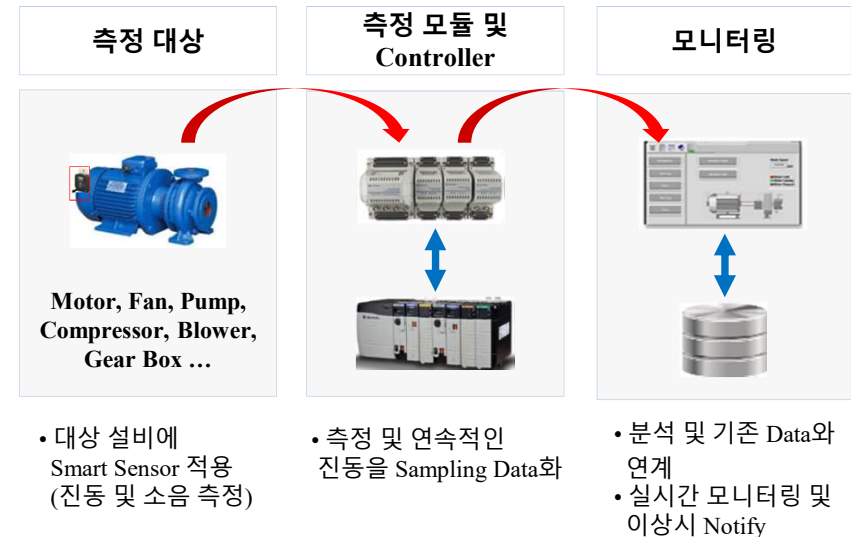 측정 대상
측정 모듈 및
Controller
모니터링
Motor, Fan, Pump,
Compressor, Blower,
Gear Box …
• 대상 설비에
Smart Sensor 적용
(진동 및 소음 측정)
• 측정 및 연속적인
진동을 Sampling Data화
• 분석 및 기존 Data와
연계
• 실시간 모니터링 및
이상시 Notify